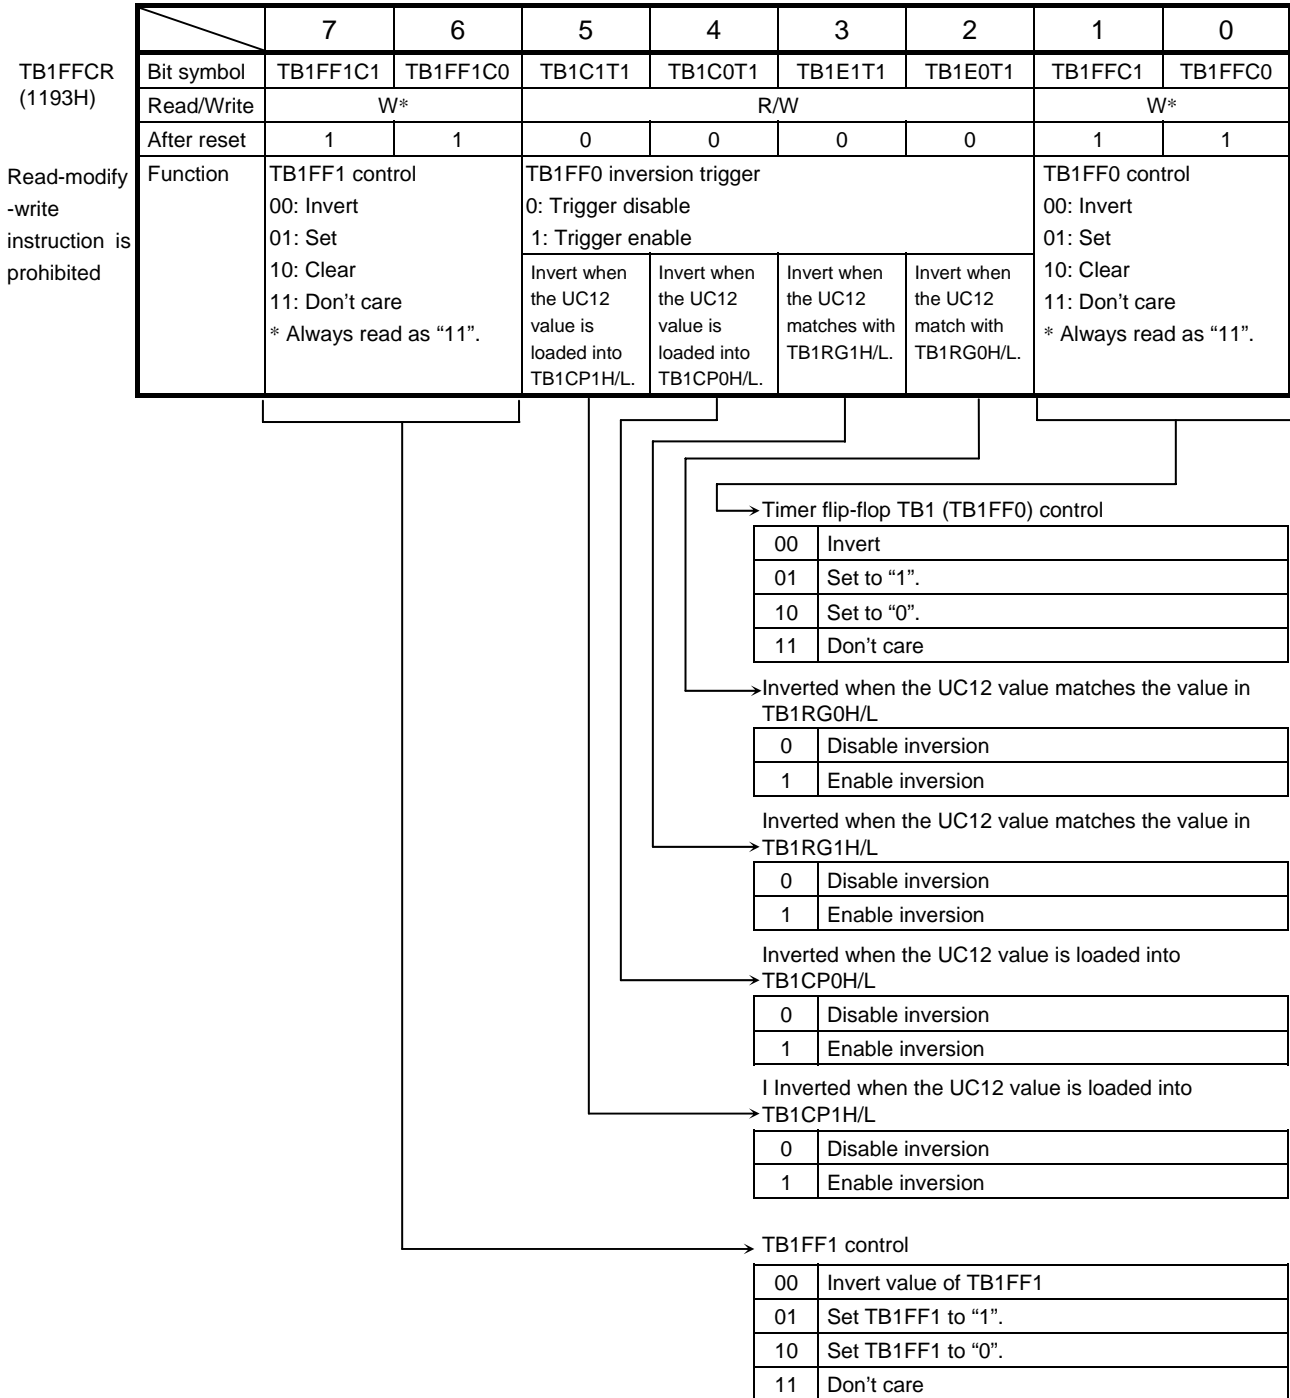 7 6 5 4 3 2 1 0
TB1FFCR
(1193H)
Bit symbol TB1FF1C1 TB1FF1C0 TB1C1T1 TB1C0T1 TB1E1T1 TB1E0T1 TB1FFC1 TB1FFC0
Read/Write W* R/W W*
After reset 1 1 0 0 0 0 1 1
Read-modify
-write
instruction is
prohibited
Function
TB1FF1 control
00: Invert
01: Set
10: Clear
11: Don’t care
* Always read as “11”.
TB1FF0 inversion trigger
0: Trigger disable
1: Trigger enable
Invert when
the UC12
value is
loaded into
TB1CP1H/L.
Invert when
the UC12
value is
loaded into
TB1CP0H/L.
Invert when
the UC12
matches with
TB1RG1H/L.
Invert when
the UC12
match with
TB1RG0H/L.
TB1FF0 control
00: Invert
01: Set
10: Clear
11: Don’t care
* Always read as “11”.
Timer flip-flop TB1 (TB1FF0) control
00 Invert
01 Set to “1”.
10 Set to “0”.
11 Don’t care
Inverted when the UC12 value matches the value in
TB1RG0H/L
0 Disable inversion
1 Enable inversion
Inverted when the UC12 value matches the value in
TB1RG1H/L
0 Disable inversion
1 Enable inversion
Inverted when the UC12 value is loaded into
TB1CP0H/L
0 Disable inversion
1 Enable inversion
I Inverted when the UC12 value is loaded into
TB1CP1H/L
0 Disable inversion
1 Enable inversion
TB1FF1 control
00 Invert value of TB1FF1
01 Set TB1FF1 to “1”.
10 Set TB1FF1 to “0”.
11 Don’t care